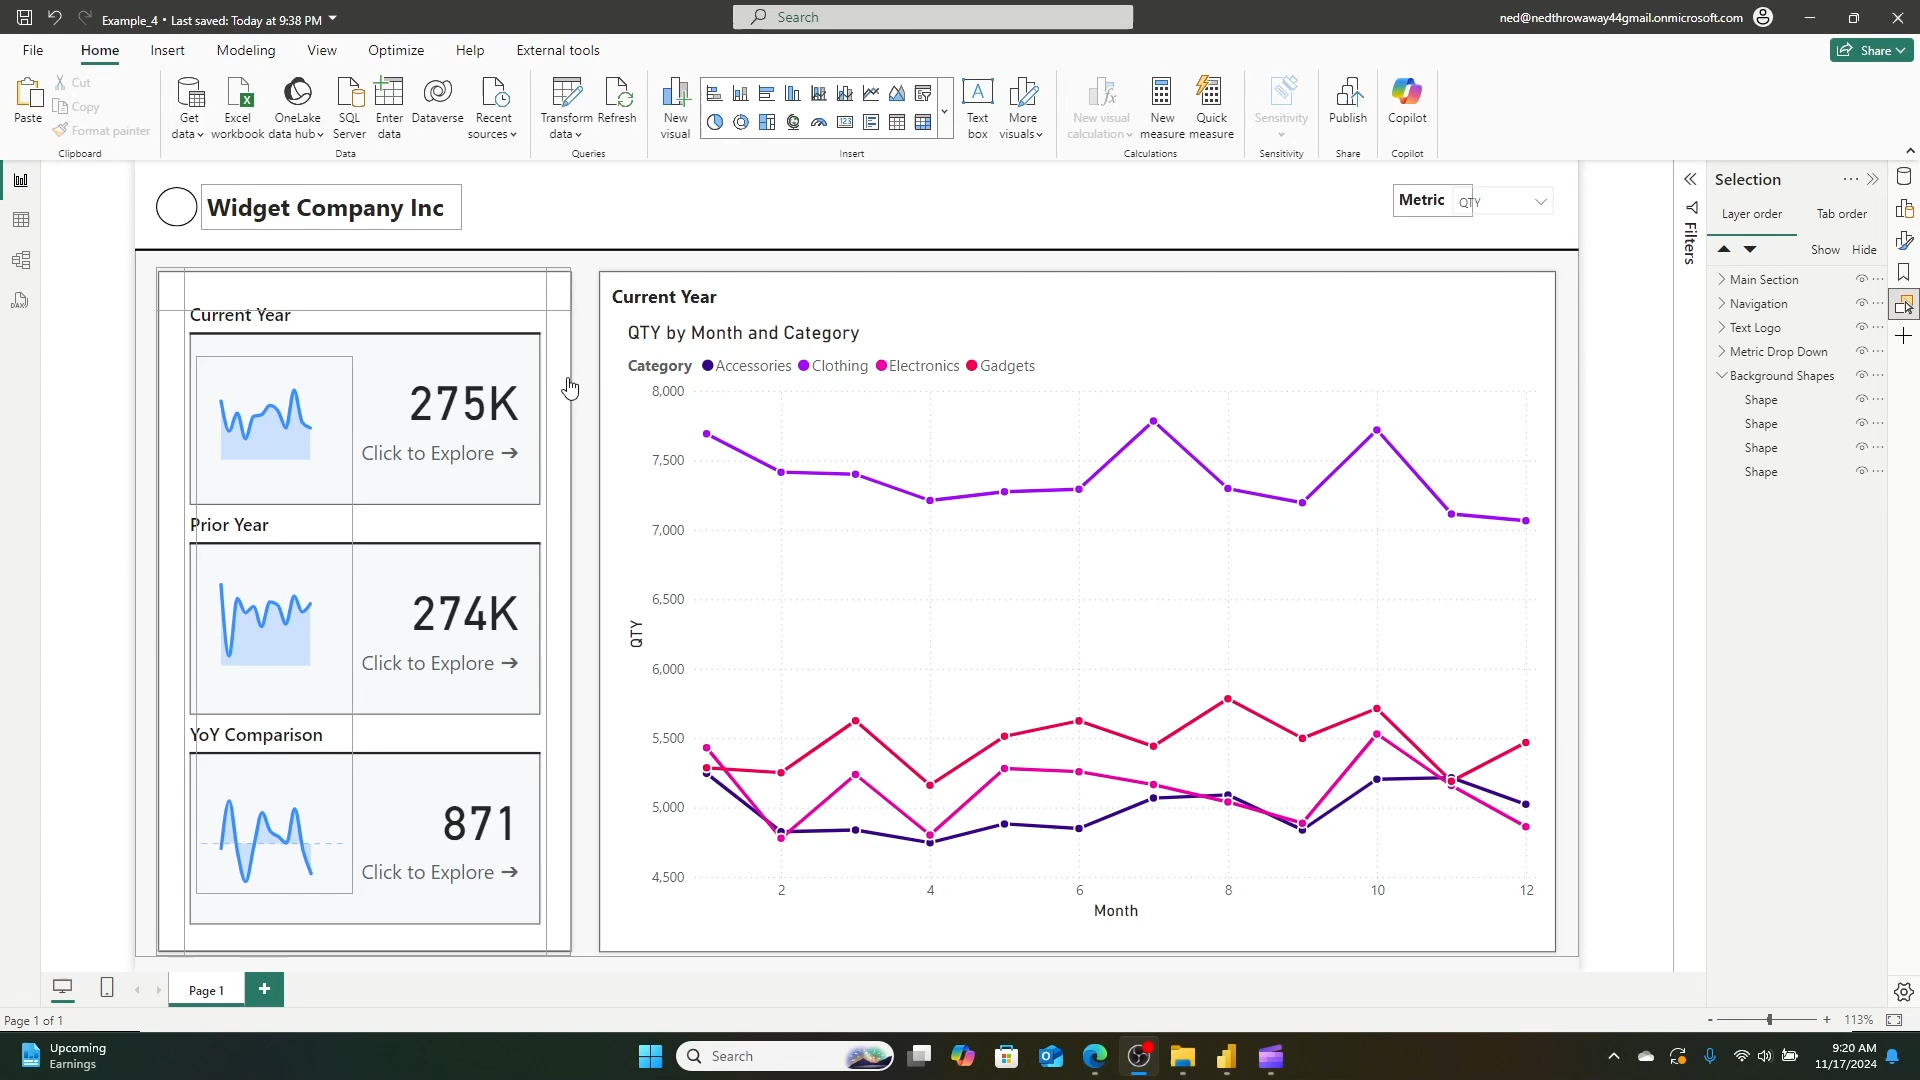 Example_4 • Last saved: Today at 9:38 PM
Search
ned@nedthrowaway44gmail.onmicrosoft.com
File
Home
Insert
Modeling
View
Optimize
Help
External tools
Share
Paste
Cut
Copy
Format painter
Clipboard
Get data
Excel workbook
OneLake data hub
SQL Server
Enter data
Dataverse
Recent sources
Data
Transform data
Refresh
Queries
New visual
Text box
More visuals
Insert
New visual calculation
New measure
Quick measure
Calculations
Sensitivity
Sensitivity
Publish
Share
Copilot
Copilot
Widget Company Inc
Metric
QTY
Filters
Selection
Layer order
Tab order
Show
Hide
Main Section
Navigation
Text Logo
Metric Drop Down
Background Shapes
Shape
Shape
Shape
Shape
Current Year
275K
Click to Explore →
Prior Year
274K
Click to Explore →
YoY Comparison
871
Click to Explore →
Current Year
QTY by Month and Category
Category Accessories Clothing Electronics Gadgets
8,000
7,500
7,000
6,500
6,000
5,500
5,000
4,500
QTY
2 4 6 8 10 12
Month
Page 1
Page 1 of 1
113%
Upcoming
Earnings
Search
9:20 AM
11/17/2024